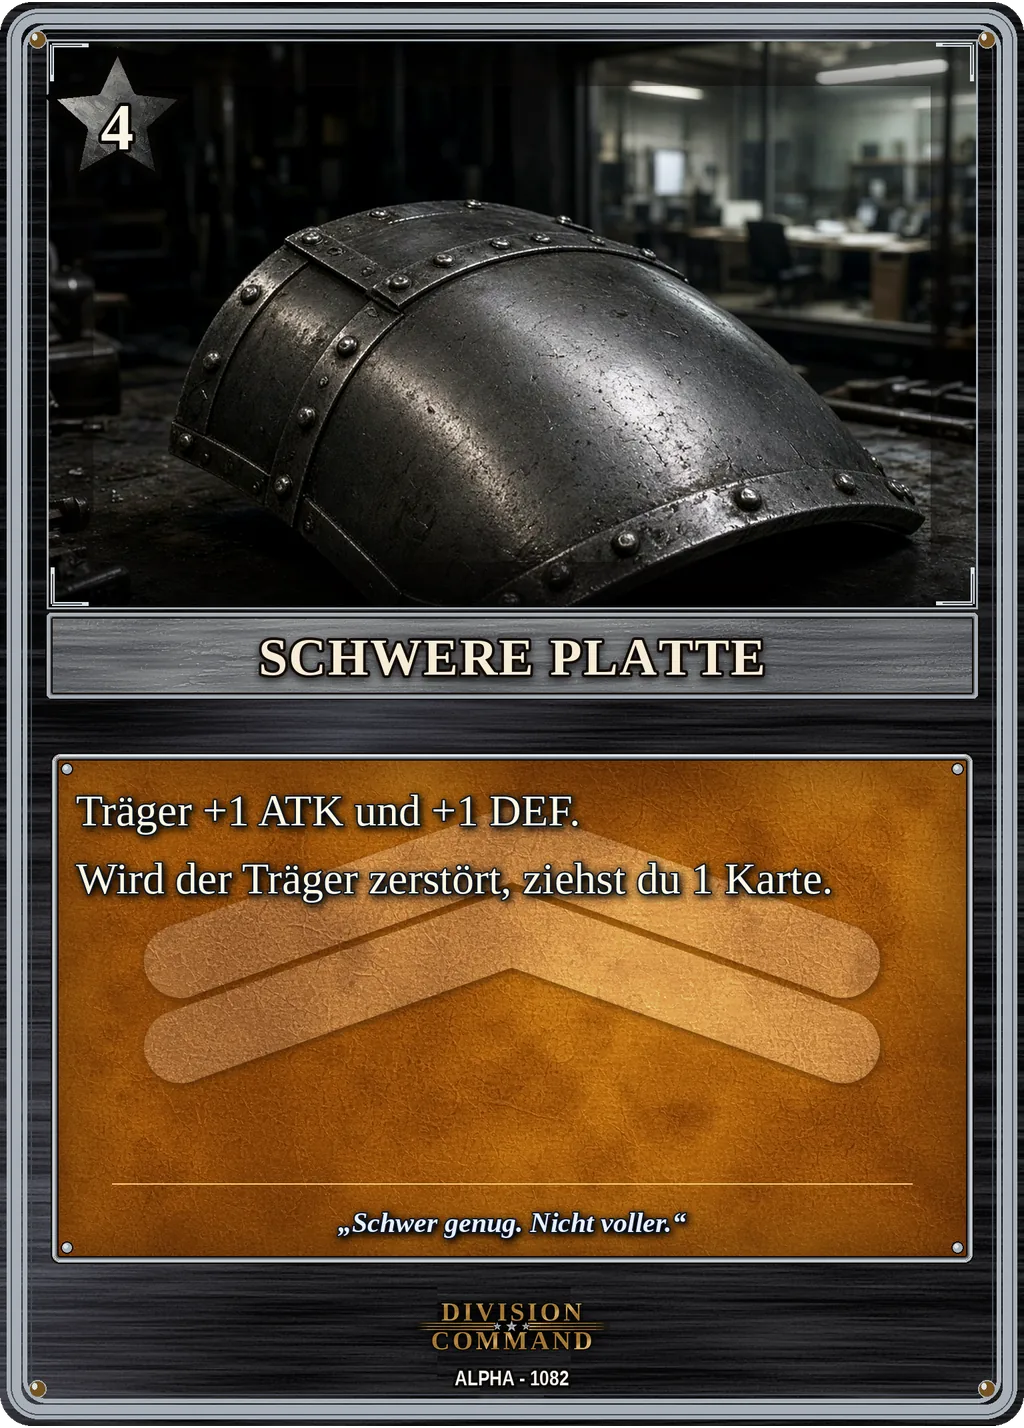 4
SCHWERE PLATTE
Träger +1 ATK und +1 DEF.
Wird der Träger zerstört, ziehst du 1 Karte.
„Schwer genug. Nicht voller.“
DIVISION
COMMAND
ALPHA - 1082